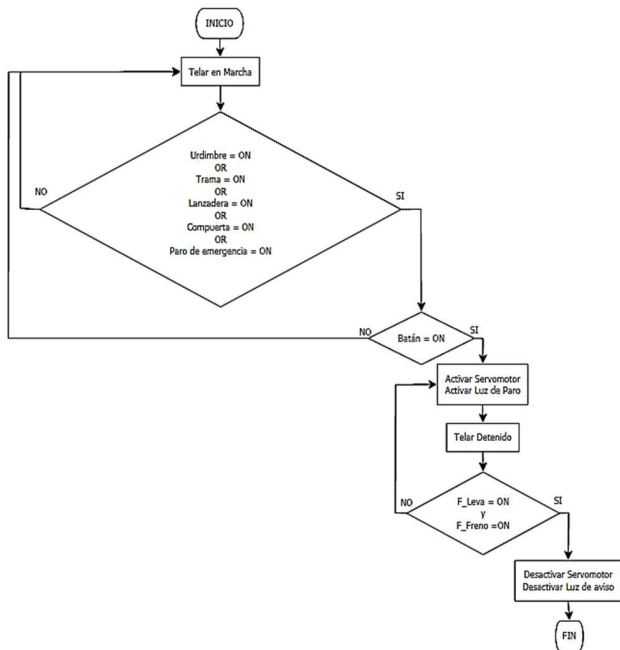 INICIO
Telar en Marcha
Urdimbre = ON
OR
Trama = ON
OR
Lanzadera = ON
OR
Compuerta = ON
OR
Paro de emergencia = ON
NO
SI
Batán = ON
NO
SI
Activar Servomotor
Activar Luz de Paro
Telar Detenido
F_Leva = ON
y
F_Freno =ON
NO
SI
Desactivar Servomotor
Desactivar Luz de aviso
FIN